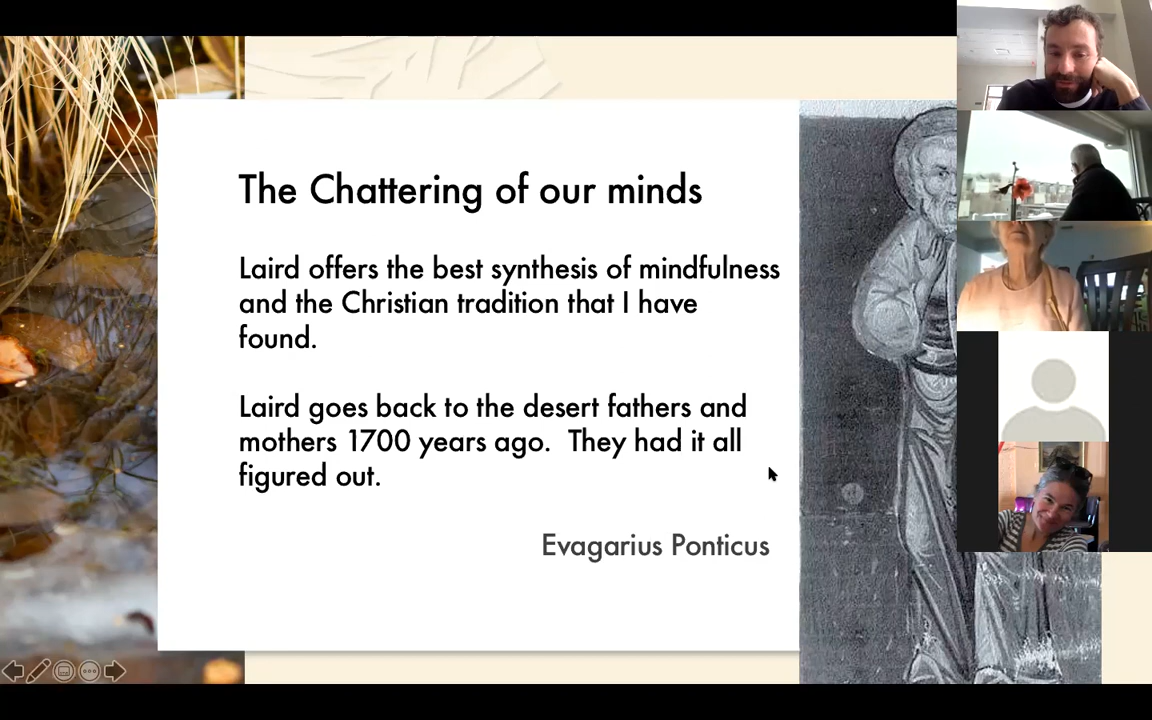 The Chattering of our minds
Laird offers the best synthesis of mindfulness
and the Christian tradition that I have
found.
Laird goes back to the desert fathers and
mothers 1700 years ago.  They had it all
figured out.
Evagarius Ponticus